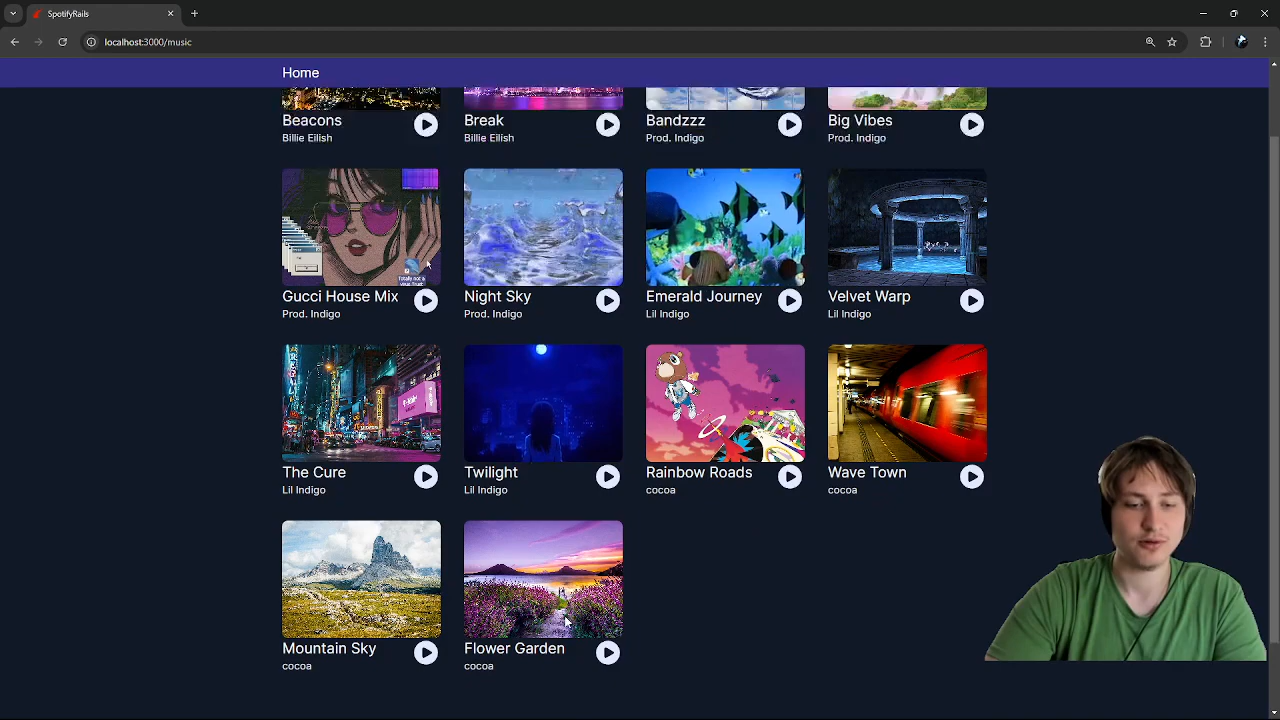 SpotifyRails
localhost:3000/music
Home
Beacons
Billie Eilish
Break
Billie Eilish
Bandzzz
Prod. Indigo
Big Vibes
Prod. Indigo
Gucci House Mix
Prod. Indigo
Night Sky
Prod. Indigo
Emerald Journey
Lil Indigo
Velvet Warp
Lil Indigo
The Cure
Lil Indigo
Twilight
Lil Indigo
Rainbow Roads
cocoa
Wave Town
cocoa
Mountain Sky
cocoa
Flower Garden
cocoa